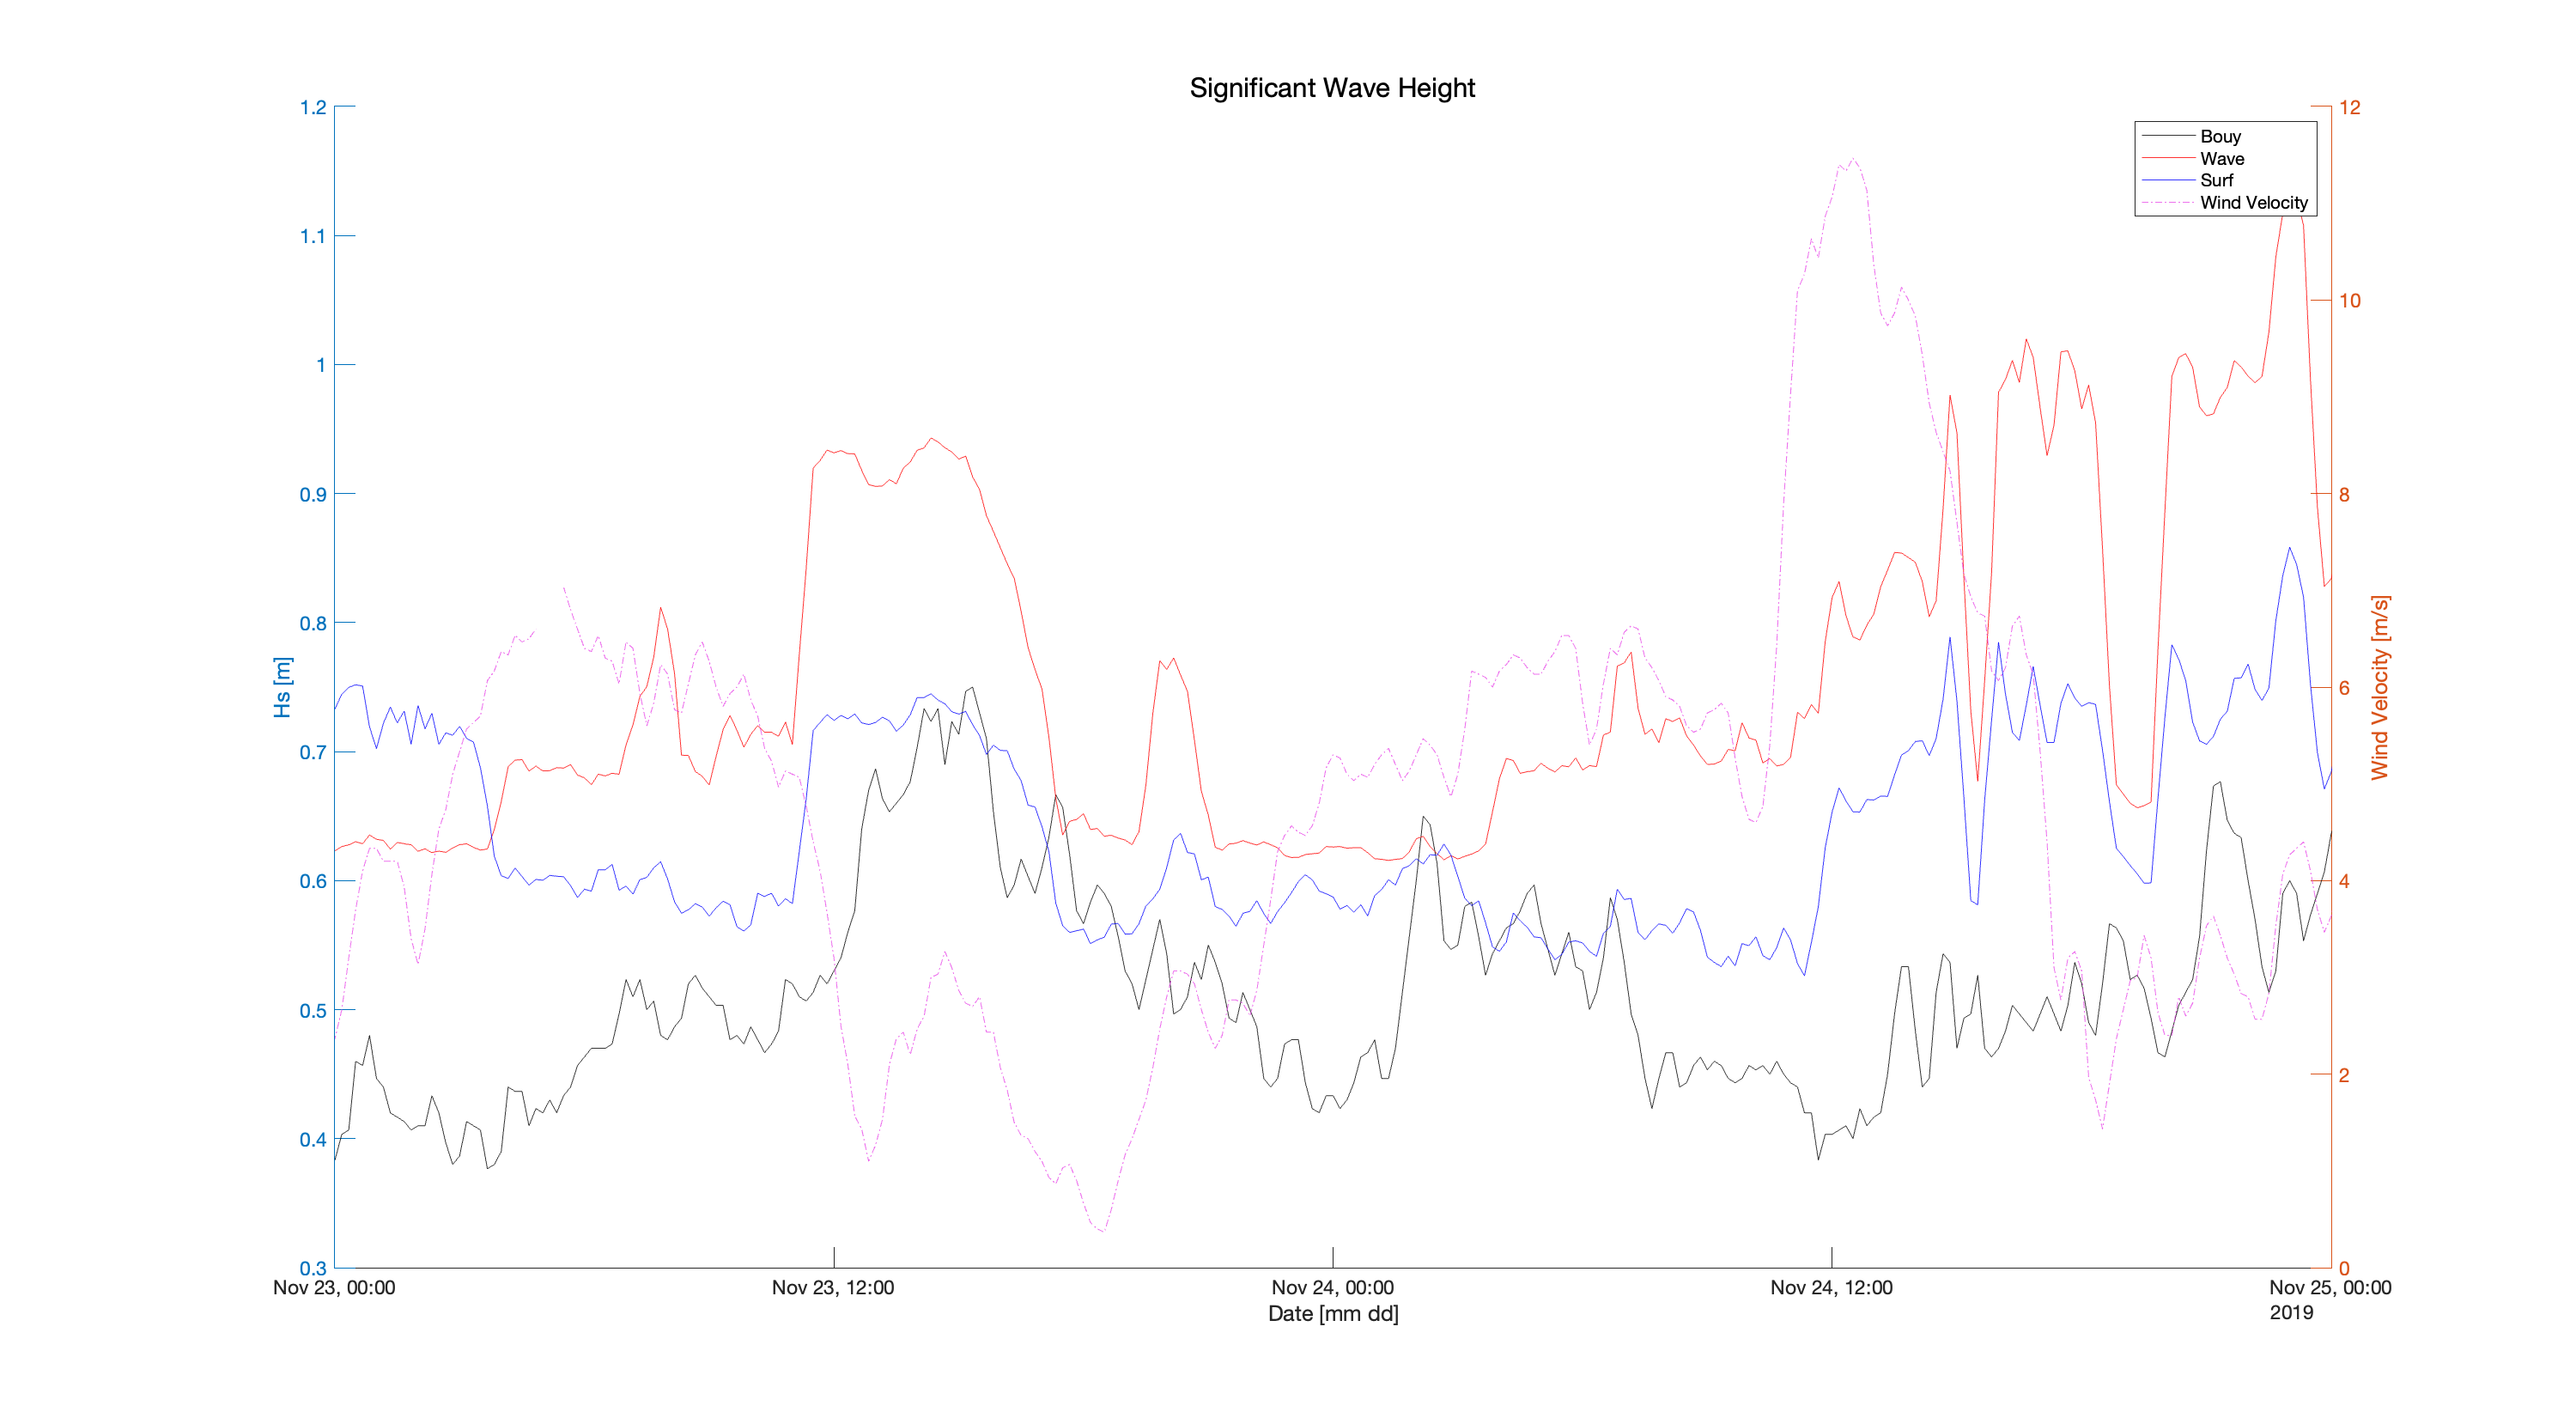 Significant Wave Height
1.2
1.1
1
0.9
0.8
0.7
0.6
0.5
0.4
0.3
Hs [m]
12
10
8
6
4
2
0
Wind Velocity [m/s]
Bouy
Wave
Surf
Wind Velocity
Nov 23, 00:00
Nov 23, 12:00
Nov 24, 00:00
Nov 24, 12:00
Nov 25, 00:00
2019
Date [mm dd]